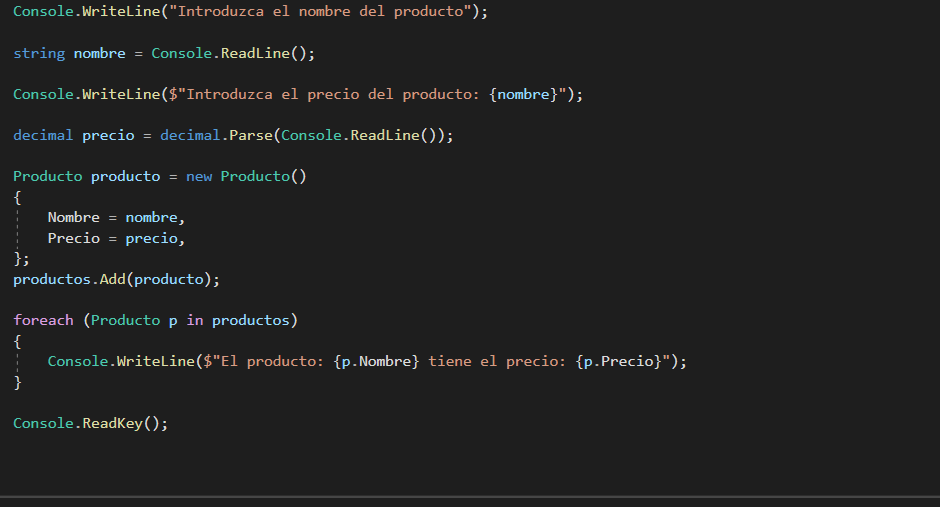 Console.WriteLine("Introduzca el nombre del producto");
string nombre = Console.ReadLine();
Console.WriteLine($"Introduzca el precio del producto: {nombre}");
decimal precio = decimal.Parse(Console.ReadLine());
Producto producto = new Producto()
{
    Nombre = nombre,
    Precio = precio,
};
productos.Add(producto);
foreach (Producto p in productos)
{
    Console.WriteLine($"El producto: {p.Nombre} tiene el precio: {p.Precio}");
}
Console.ReadKey();